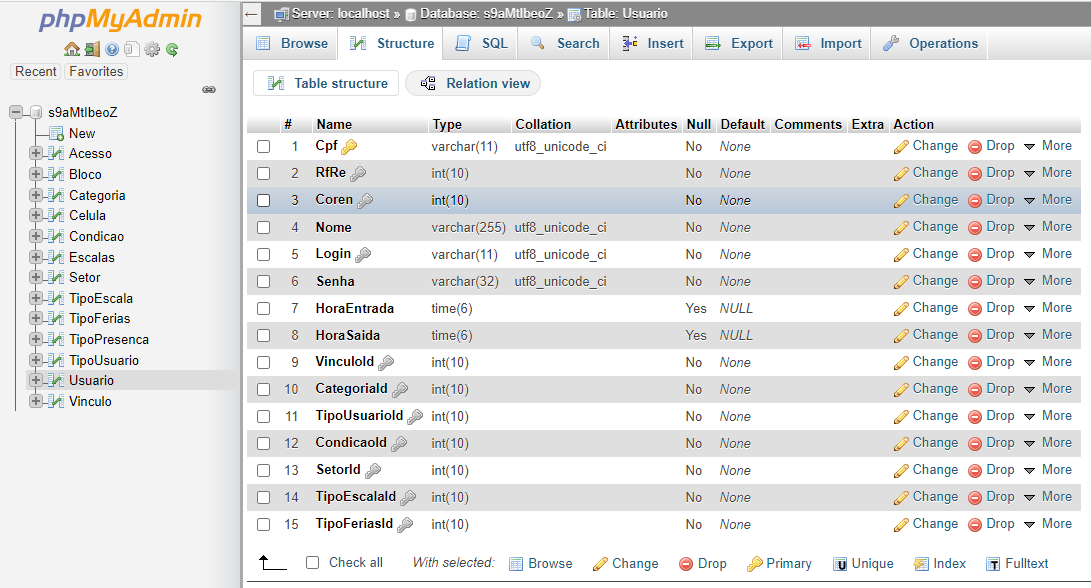 phpMyAdmin
Recent Favorites
s9aMtlbeoZ
New
Acesso
Bloco
Categoria
Celula
Condicao
Escalas
Setor
TipoEscala
TipoFerias
TipoPresenca
TipoUsuario
Usuario
Vinculo
Server: localhost » Database: s9aMtlbeoZ » Table: Usuario
Browse Structure SQL Search Insert Export Import Operations
Table structure Relation view
# Name Type Collation Attributes Null Default Comments Extra Action
1 Cpf varchar(11) utf8_unicode_ci No None Change Drop More
2 RfRe int(10) No None Change Drop More
3 Coren int(10) No None Change Drop More
4 Nome varchar(255) utf8_unicode_ci No None Change Drop More
5 Login varchar(11) utf8_unicode_ci No None Change Drop More
6 Senha varchar(32) utf8_unicode_ci No None Change Drop More
7 HoraEntrada time(6) Yes NULL Change Drop More
8 HoraSaida time(6) Yes NULL Change Drop More
9 VinculoId int(10) No None Change Drop More
10 CategoriaId int(10) No None Change Drop More
11 TipoUsuarioId int(10) No None Change Drop More
12 CondicaoId int(10) No None Change Drop More
13 SetorId int(10) No None Change Drop More
14 TipoEscalaId int(10) No None Change Drop More
15 TipoFeriasId int(10) No None Change Drop More
Check all With selected: Browse Change Drop Primary Unique Index Fulltext